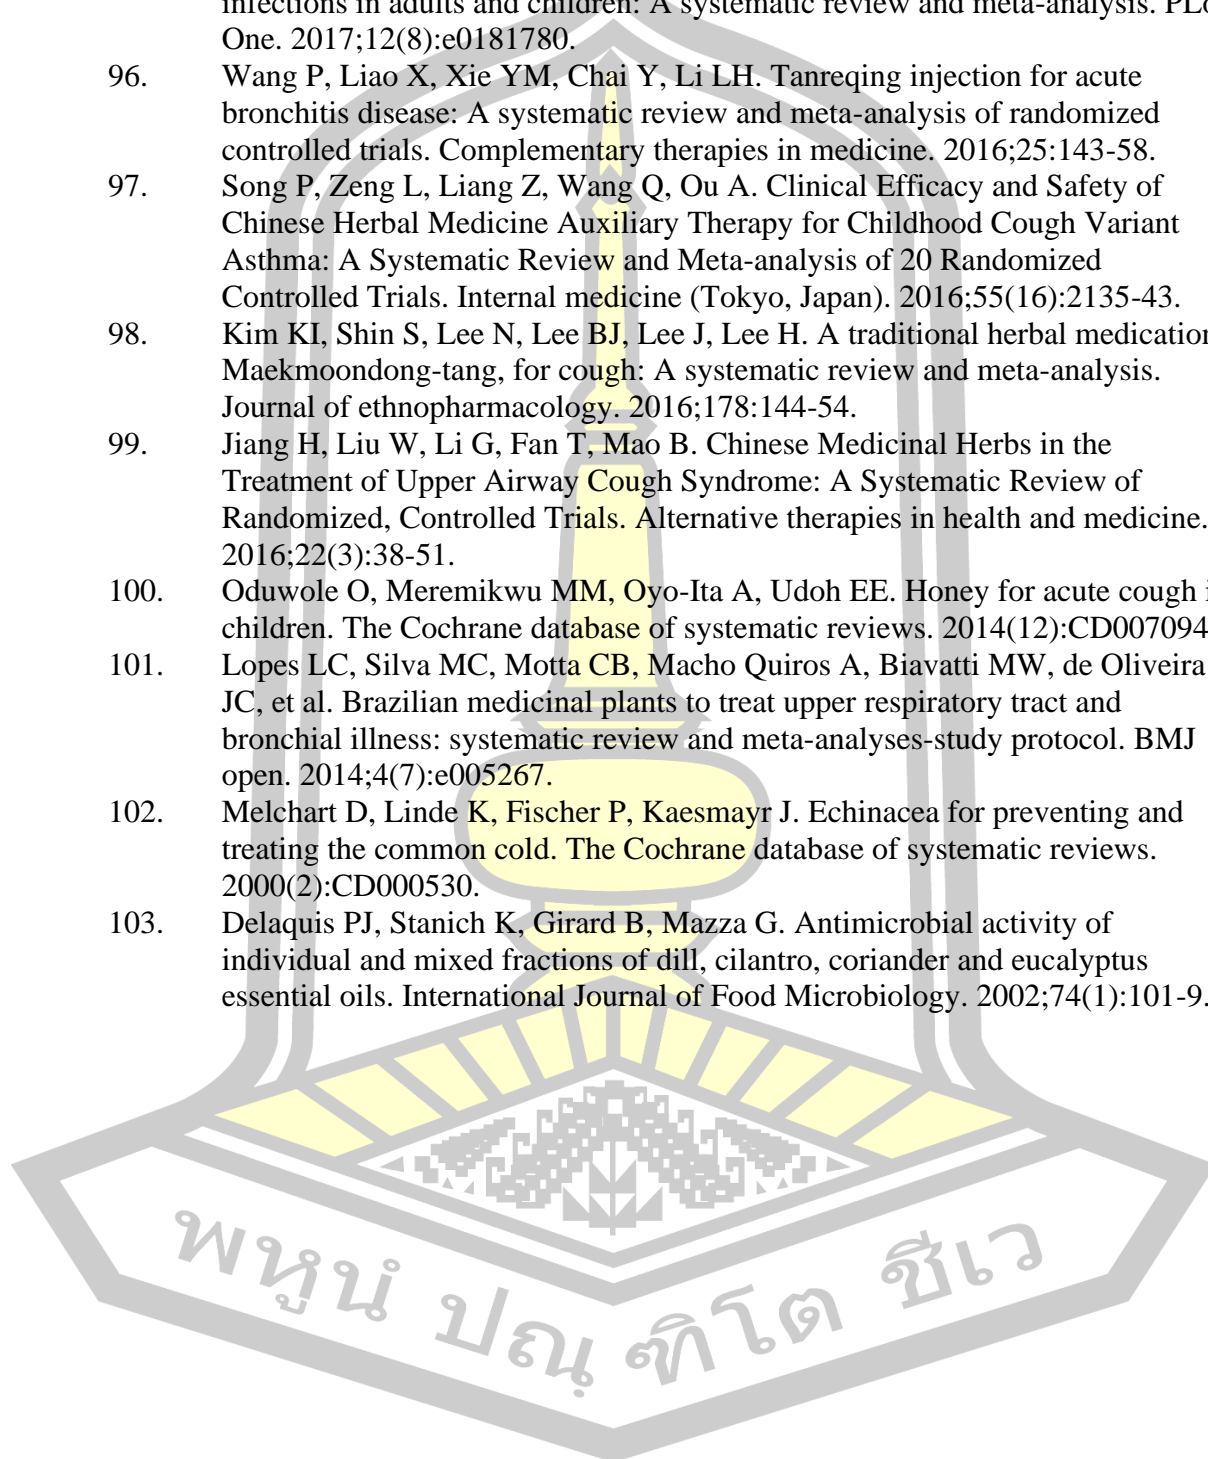 infections in adults and children: A systematic review and meta-analysis. PLo
One. 2017;12(8):e0181780.
96. Wang P, Liao X, Xie YM, Chai Y, Li LH. Tanreqing injection for acute
bronchitis disease: A systematic review and meta-analysis of randomized
controlled trials. Complementary therapies in medicine. 2016;25:143-58.
97. Song P, Zeng L, Liang Z, Wang Q, Ou A. Clinical Efficacy and Safety of
Chinese Herbal Medicine Auxiliary Therapy for Childhood Cough Variant
Asthma: A Systematic Review and Meta-analysis of 20 Randomized
Controlled Trials. Internal medicine (Tokyo, Japan). 2016;55(16):2135-43.
98. Kim KI, Shin S, Lee N, Lee BJ, Lee J, Lee H. A traditional herbal medication
Maekmoondong-tang, for cough: A systematic review and meta-analysis.
Journal of ethnopharmacology. 2016;178:144-54.
99. Jiang H, Liu W, Li G, Fan T, Mao B. Chinese Medicinal Herbs in the
Treatment of Upper Airway Cough Syndrome: A Systematic Review of
Randomized, Controlled Trials. Alternative therapies in health and medicine.
2016;22(3):38-51.
100. Oduwole O, Meremikwu MM, Oyo-Ita A, Udoh EE. Honey for acute cough i
children. The Cochrane database of systematic reviews. 2014(12):CD007094
101. Lopes LC, Silva MC, Motta CB, Macho Quiros A, Biavatti MW, de Oliveira
JC, et al. Brazilian medicinal plants to treat upper respiratory tract and
bronchial illness: systematic review and meta-analyses-study protocol. BMJ
open. 2014;4(7):e005267.
102. Melchart D, Linde K, Fischer P, Kaesmayr J. Echinacea for preventing and
treating the common cold. The Cochrane database of systematic reviews.
2000(2):CD000530.
103. Delaquis PJ, Stanich K, Girard B, Mazza G. Antimicrobial activity of
individual and mixed fractions of dill, cilantro, coriander and eucalyptus
essential oils. International Journal of Food Microbiology. 2002;74(1):101-9.
พหูนํ ปณฺฑิโต ชีเว